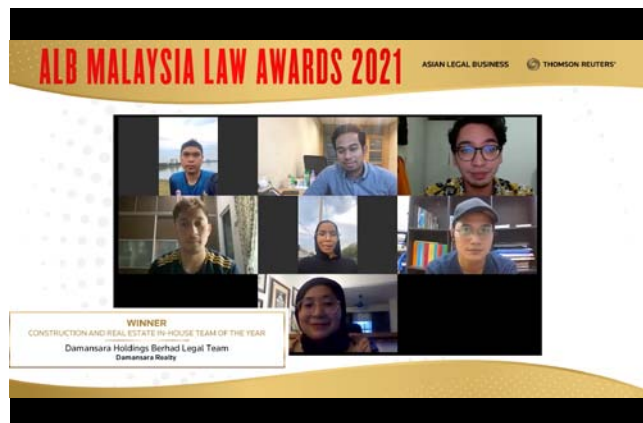 ALB MALAYSIA LAW AWARDS 2021
ASIAN LEGAL BUSINESS
THOMSON REUTERS®
WINNER
CONSTRUCTION AND REAL ESTATE IN-HOUSE TEAM OF THE YEAR
Damansara Holdings Berhad Legal Team
Damansara Realty